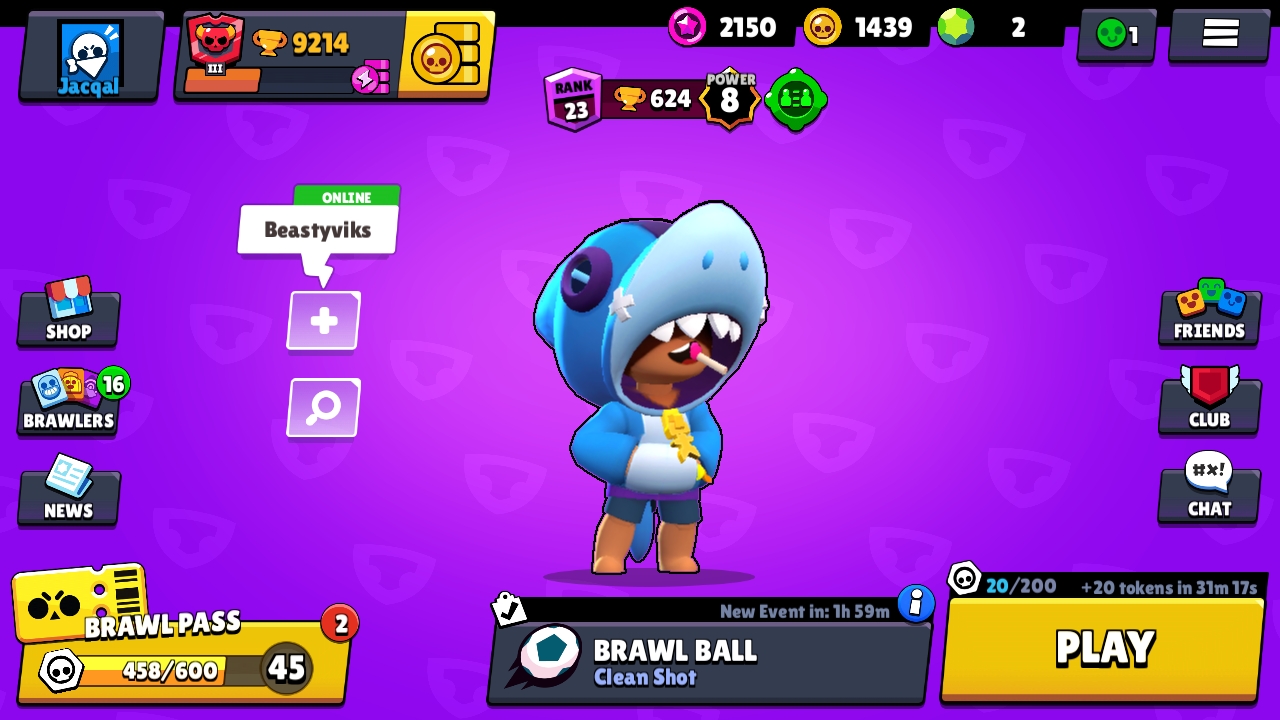 Jacqal
III
9214
2150
1439
2
1
RANK
23
624
POWER
8
ONLINE
Beastyviks
SHOP
16
BRAWLERS
NEWS
FRIENDS
CLUB
#x!
CHAT
BRAWL PASS
2
458/600
45
New Event in: 1h 59m
i
BRAWL BALL
Clean Shot
20/200
+20 tokens in 31m 17s
PLAY